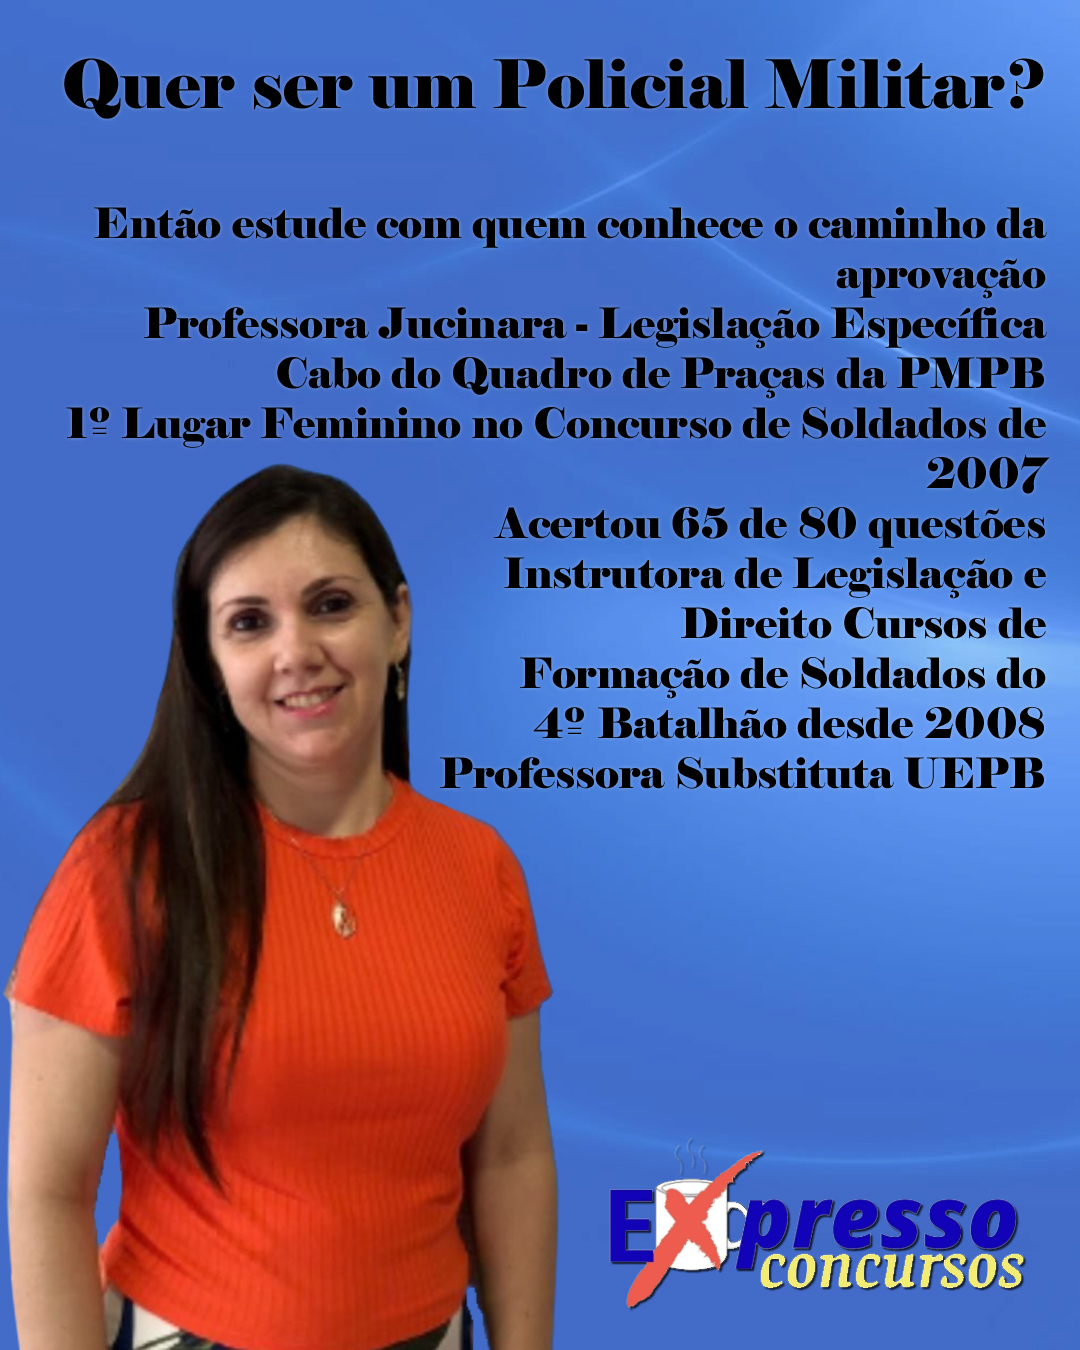 Quer ser um Policial Militar?
Então estude com quem conhece o caminho da
aprovação
Professora Jucinara - Legislação Específica
Cabo do Quadro de Praças da PMPB
1º Lugar Feminino no Concurso de Soldados de
2007
Acertou 65 de 80 questões
Instrutora de Legislação e
Direito Cursos de
Formação de Soldados do
4º Batalhão desde 2008
Professora Substituta UEPB
Expresso
concursos